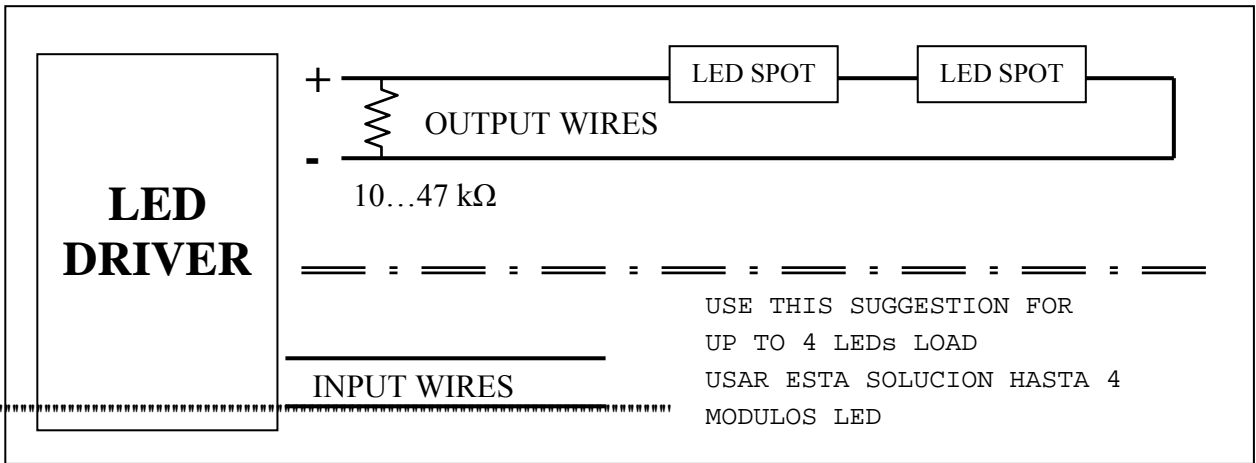 LED SPOT
LED SPOT
+
OUTPUT WIRES
-
10…47 kΩ
LED
DRIVER
USE THIS SUGGESTION FOR
UP TO 4 LEDs LOAD
USAR ESTA SOLUCION HASTA 4
MODULOS LED
INPUT WIRES